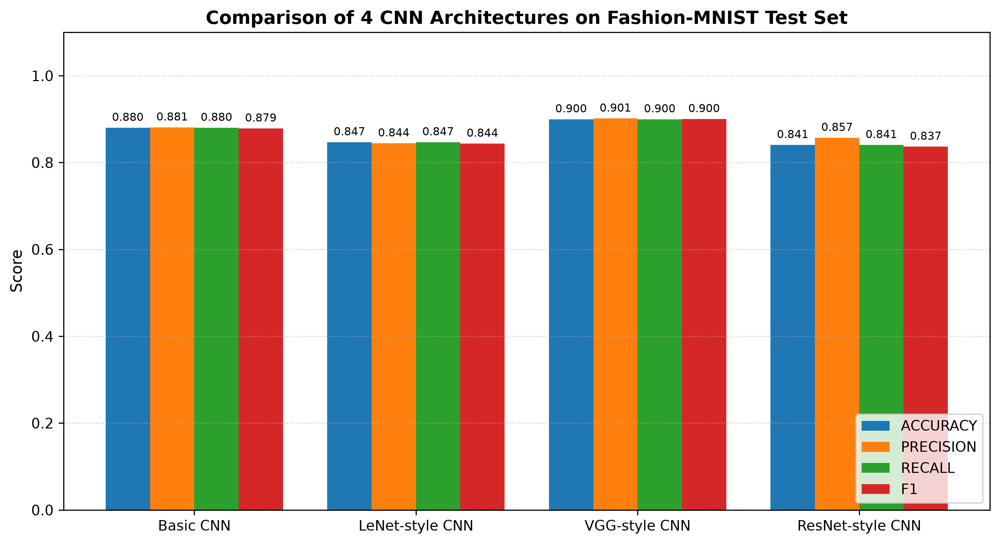 Comparison of 4 CNN Architectures on Fashion-MNIST Test Set
Score
1.0
0.8
0.6
0.4
0.2
0.0
0.880 0.881 0.880 0.879
0.847 0.844 0.847 0.844
0.900 0.901 0.900 0.900
0.841 0.857 0.841 0.837
ACCURACY
PRECISION
RECALL
F1
Basic CNN LeNet-style CNN VGG-style CNN ResNet-style CNN